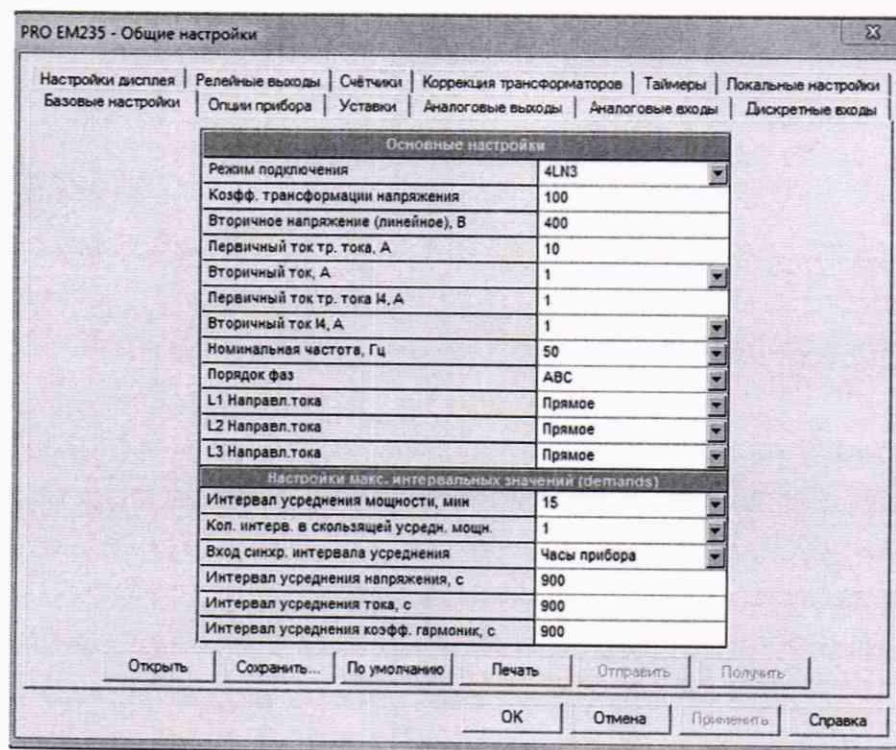 PRO EM235 - Общие настройки
Настройки дисплея Релейные выходы Счётчики Коррекция трансформаторов Таймеры Локальные настройки
Базовые настройки Опции прибора Уставки Аналоговые выходы Аналоговые входы Дискретные входы
Основные настройки
Режим подключения 4LN3
Коэфф. трансформации напряжения 100
Вторичное напряжение (линейное), В 400
Первичный ток тр. тока, А 10
Вторичный ток, А 1
Первичный ток тр. тока I4, А 1
Вторичный ток I4, А 1
Номинальная частота, Гц 50
Порядок фаз ABC
L1 Направл.тока Прямое
L2 Направл.тока Прямое
L3 Направл.тока Прямое
Настройки макс. интервальных значений (demands)
Интервал усреднения мощности, мин 15
Кол. интерв. в скользящей усредн. мощн. 1
Вход синхр. интервала усреднения Часы прибора
Интервал усреднения напряжения, с 900
Интервал усреднения тока, с 900
Интервал усреднения коэфф. гармоник, с 900
Открыть Сохранить... По умолчанию Печать Отправить Получить
OK Отмена Применить Справка